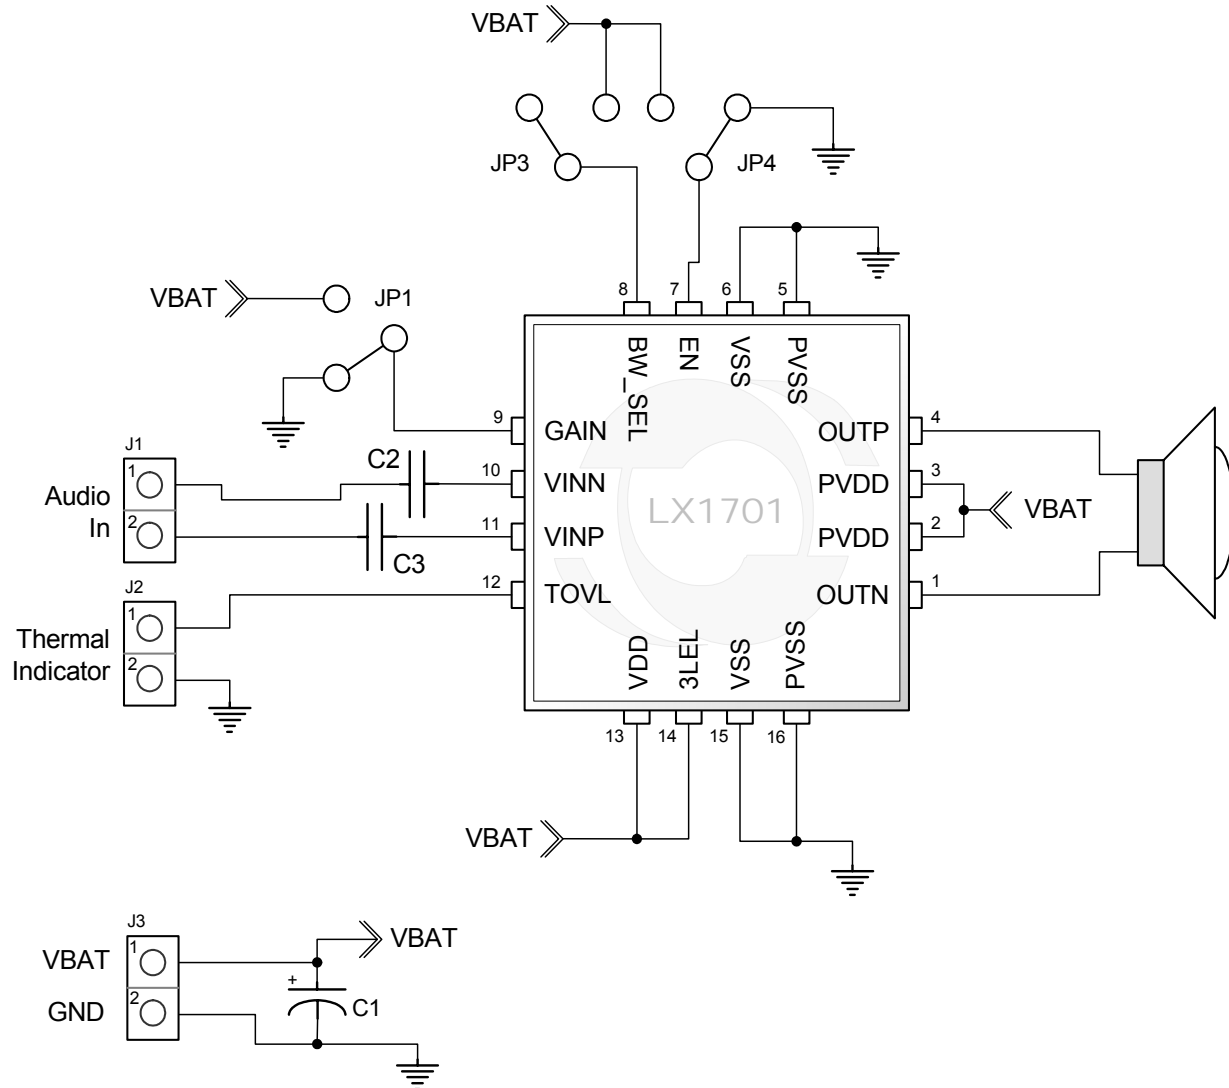 VBAT
JP3
JP4
8
7
6
5
VBAT
JP1
BW_SEL
EN
VSS
PVSS
9
GAIN
OUTP
4
J1
1
2
Audio
In
C2
10
VINN
PVDD
3
LX1701
VBAT
C3
11
VINP
PVDD
2
J2
1
2
Thermal
Indicator
12
TOVL
OUTN
1
VDD
3LEL
VSS
PVSS
13
14
15
16
VBAT
J3
VBAT
1
GND
2
VBAT
+
C1